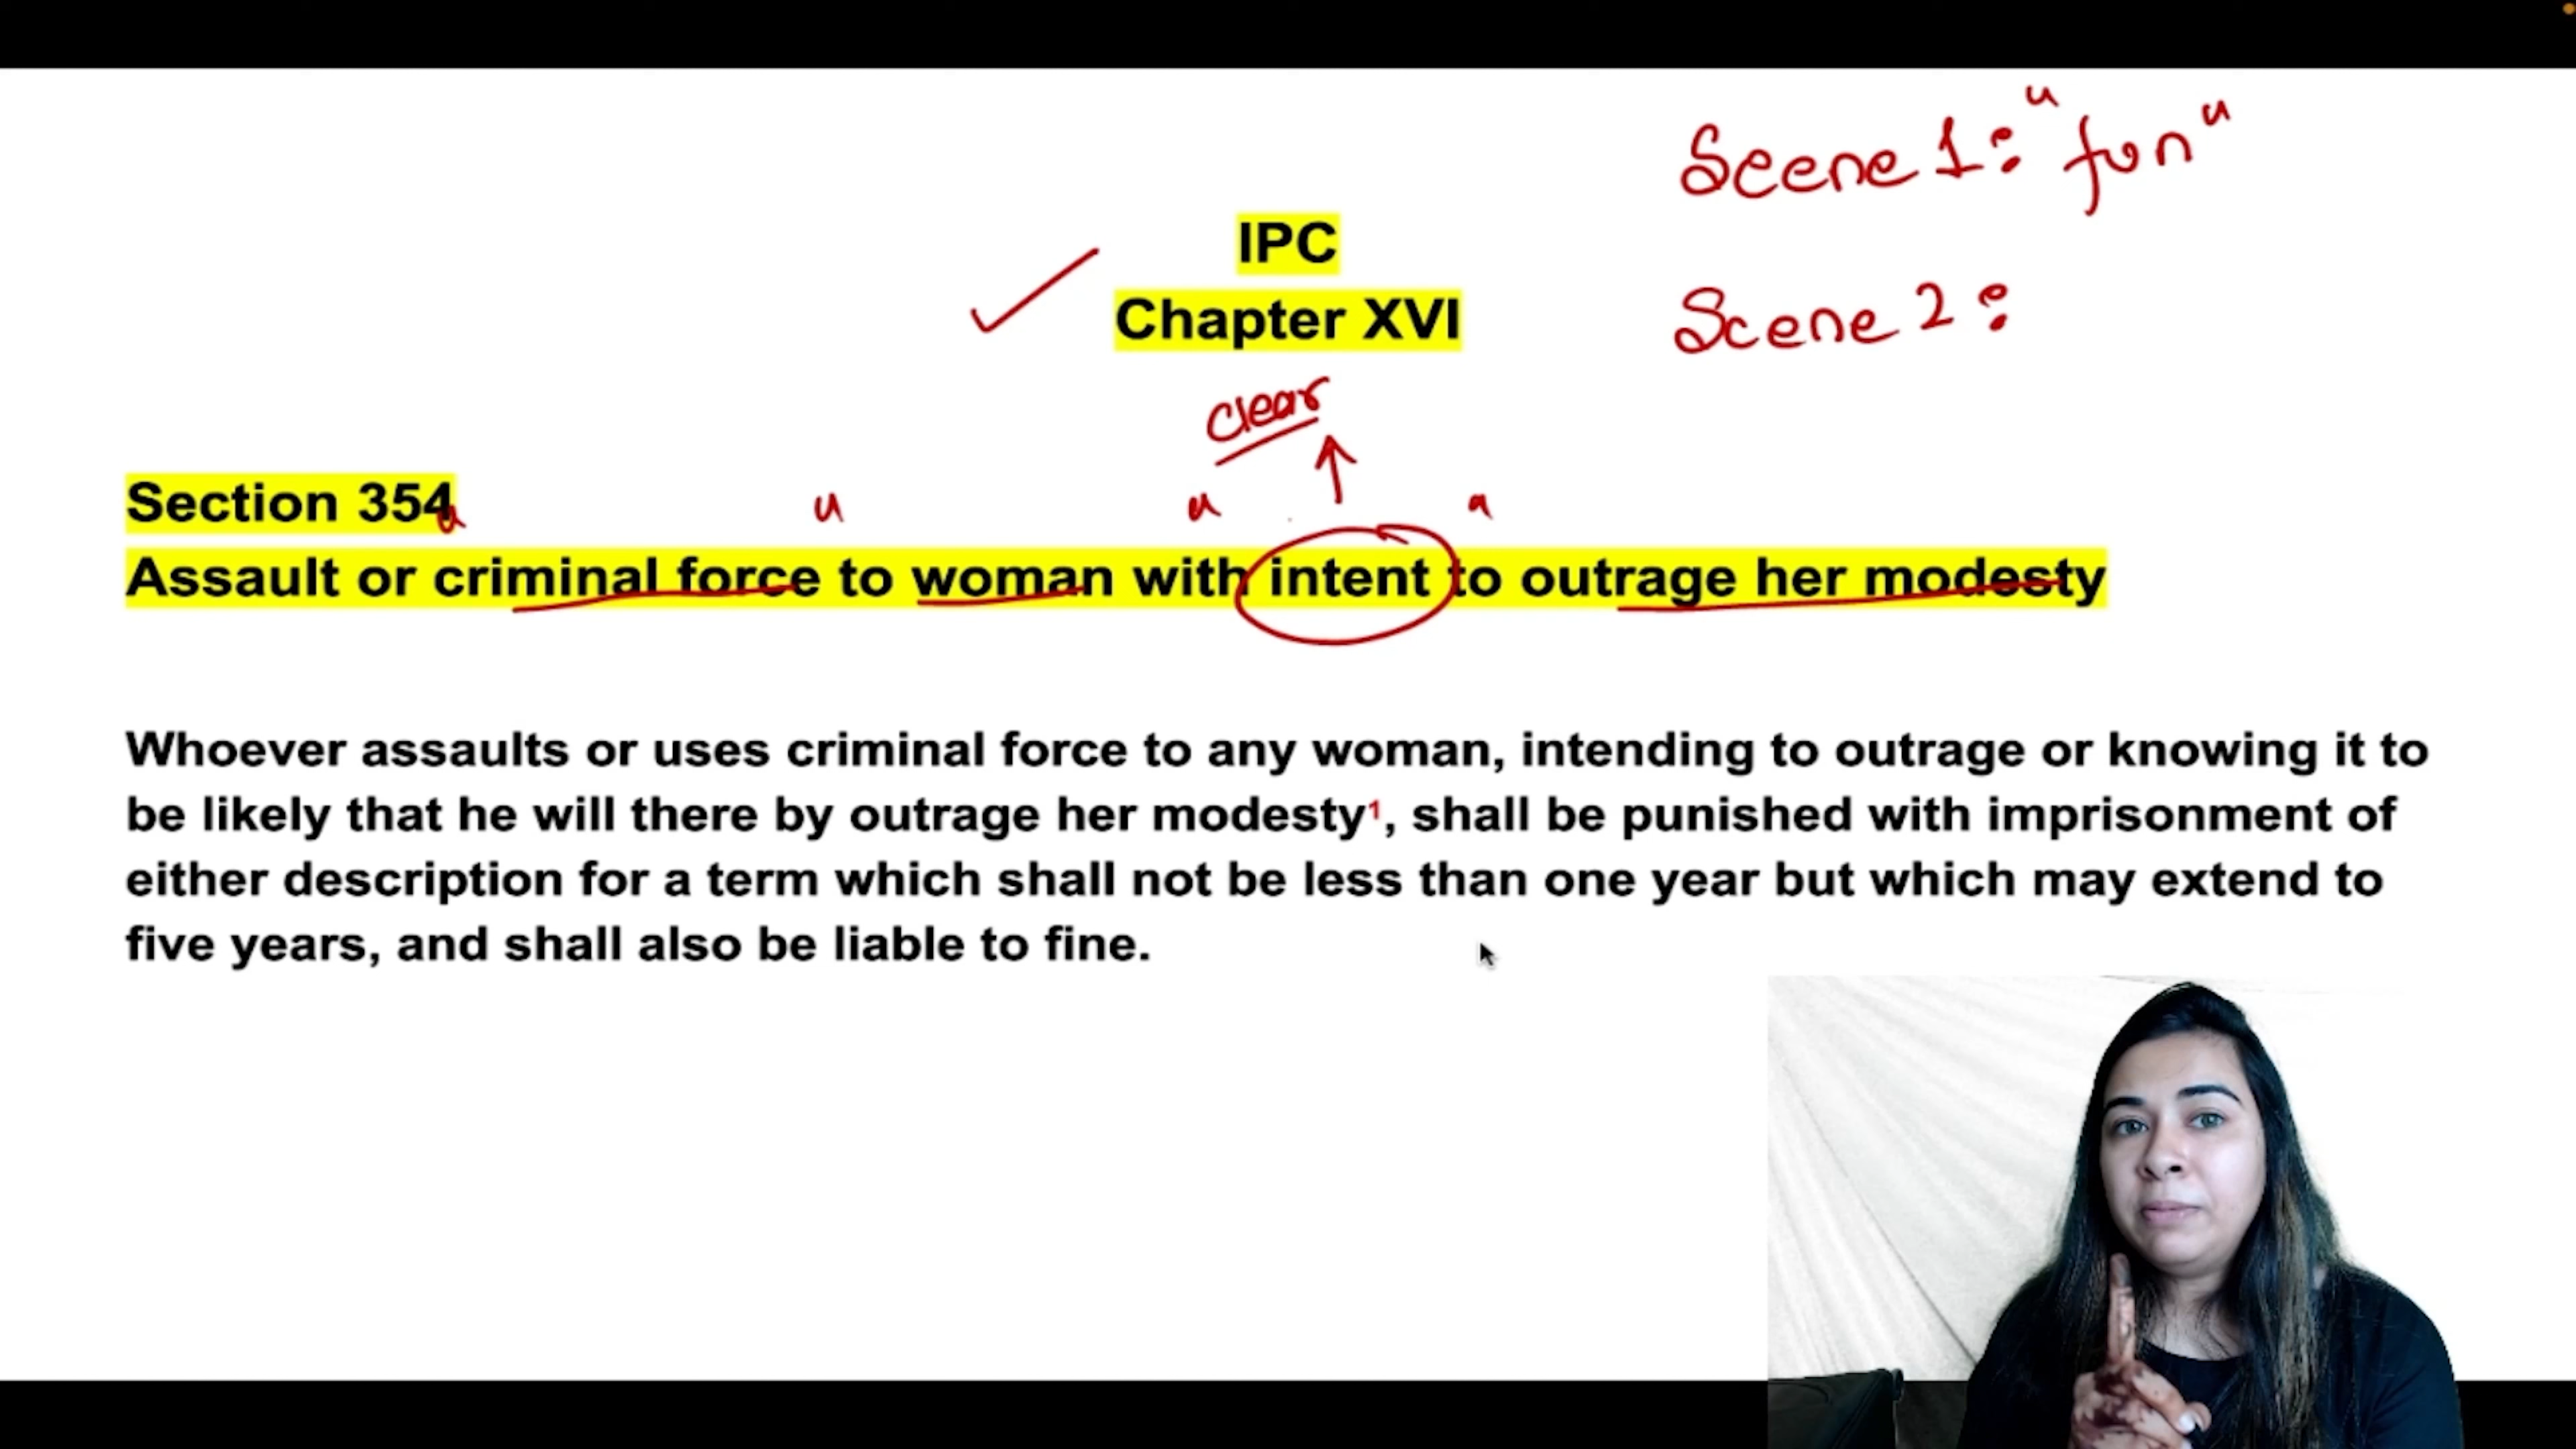 Scene 1: "fun"
IPC
Chapter XVI
Scene 2:
clear
Section 354
" " " "
Assault or criminal force to woman with intent to outrage her modesty
Whoever assaults or uses criminal force to any woman, intending to outrage or knowing it to
be likely that he will there by outrage her modesty¹, shall be punished with imprisonment of
either description for a term which shall not be less than one year but which may extend to
five years, and shall also be liable to fine.